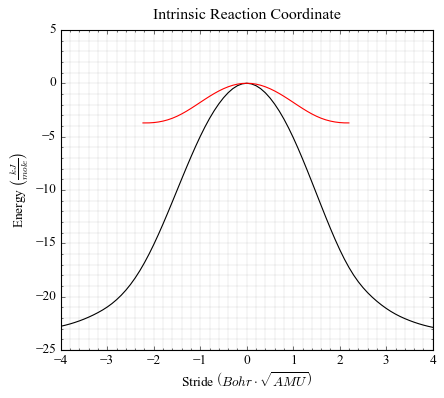 Intrinsic Reaction Coordinate
Energy (kJ/mole)
5
0
−5
−10
−15
−20
−25
−4 −3 −2 −1 0 1 2 3 4
Stride (Bohr · √AMU)